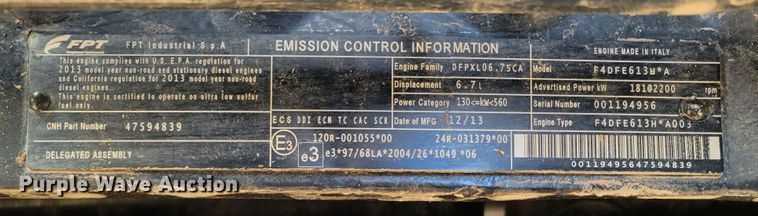 FPT FPT Industrial S.p.A
This engine complies with U.S. E.P.A. regulation for
2013 model year non-road and stationary diesel engines
and California regulation for 2013 model year non-road
diesel engines.
This engine is certified to operate on ultra low sulfur
fuel only.
CNH Part Number 47594839
DELEGATED ASSEMBLY
EMISSION CONTROL INFORMATION
Engine Family DFPXL06.7SCA
Displacement 6.7l
Power Category 130<=kW<560
ECS DDI ECM TC CAC SCR Date of MFG 12/13
E3 120R-001055*00 24R-031379*00
e3 e3*97/68LA*2004/26*1049 *06
ENGINE MADE IN ITALY
Model F4DFE613W*A
Advertised Power kW 181@2200 rpm
Serial Number 001194956
Engine Type F4DFE613H*A003
00119495647594839
Purple Wave Auction